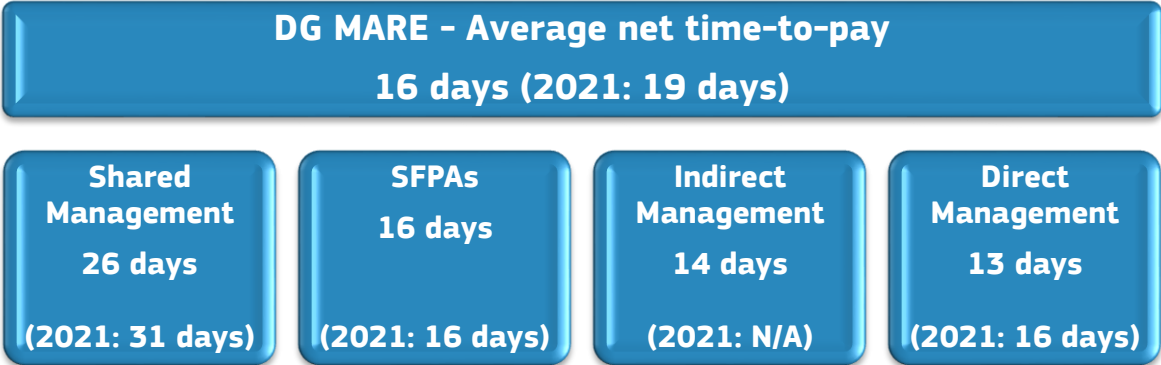 DG MARE - Average net time-to-pay
16 days (2021: 19 days)
Shared
Management
26 days
(2021: 31 days)
SFPAs
16 days
(2021: 16 days)
Indirect
Management
14 days
(2021: N/A)
Direct
Management
13 days
(2021: 16 days)